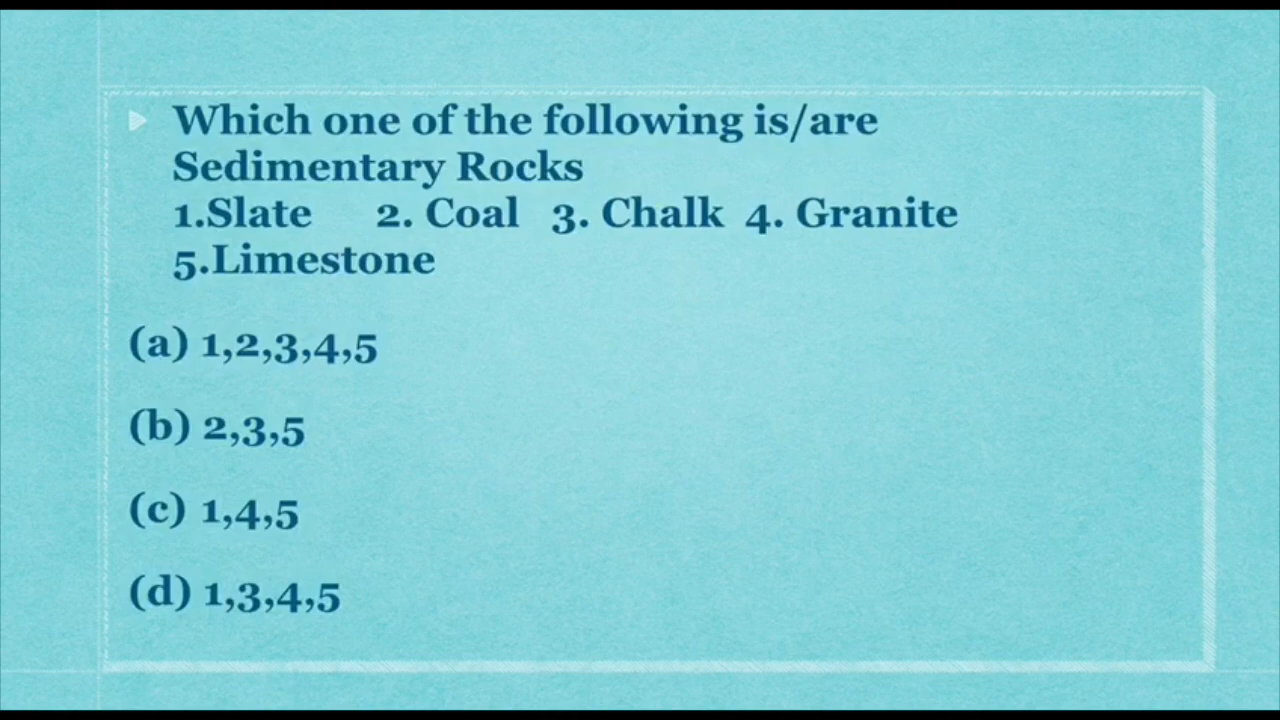 Which one of the following is/are
Sedimentary Rocks
1.Slate 2. Coal 3. Chalk 4. Granite
5.Limestone
(a) 1,2,3,4,5
(b) 2,3,5
(c) 1,4,5
(d) 1,3,4,5